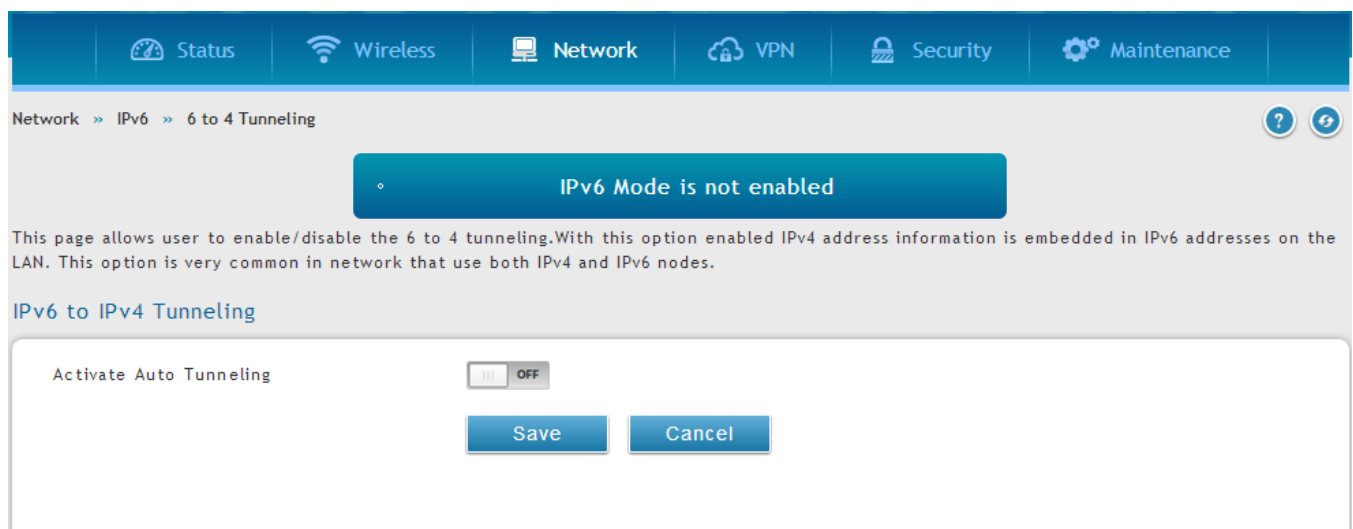 Status Wireless Network VPN Security Maintenance
Network » IPv6 » 6 to 4 Tunneling
IPv6 Mode is not enabled
This page allows user to enable/disable the 6 to 4 tunneling.With this option enabled IPv4 address information is embedded in IPv6 addresses on the
LAN. This option is very common in network that use both IPv4 and IPv6 nodes.
IPv6 to IPv4 Tunneling
Activate Auto Tunneling OFF
Save Cancel